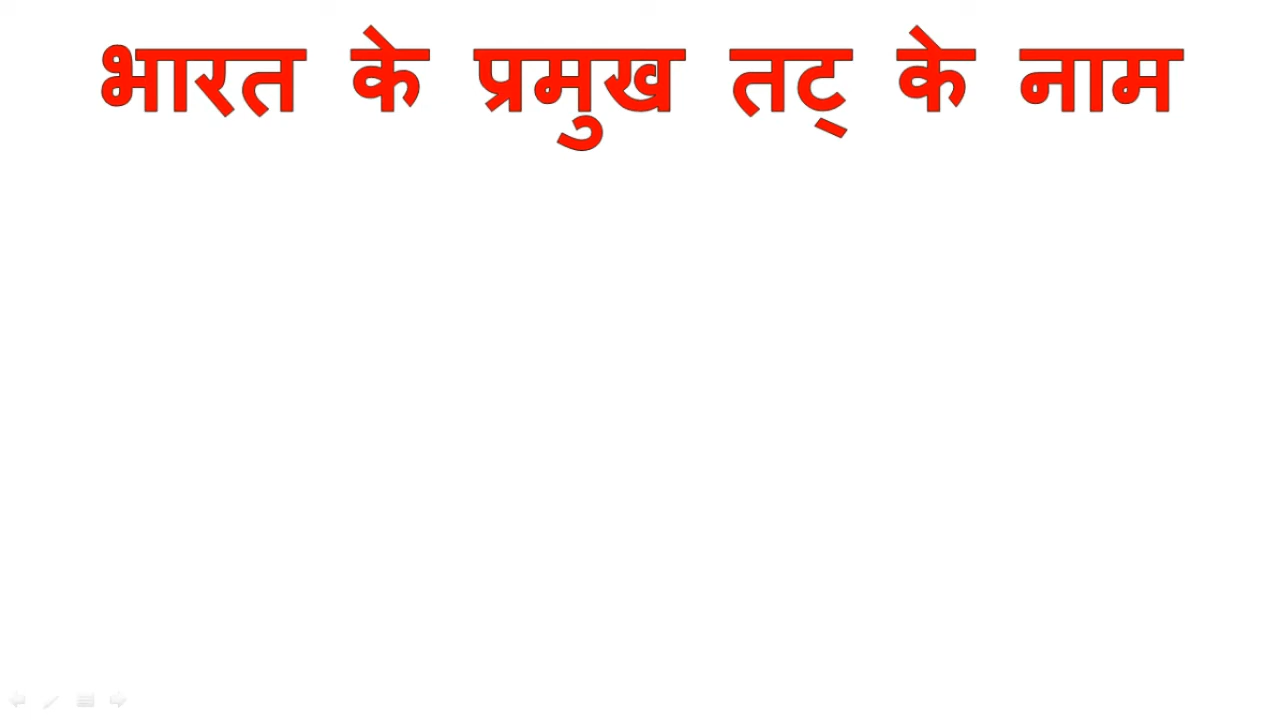 भारत के प्रमुख तट् के नाम